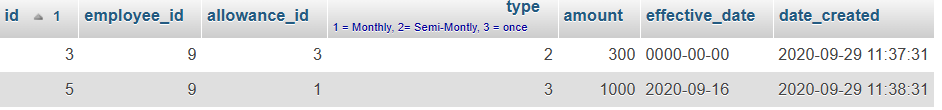 id 1 employee_id allowance_id type amount effective_date date_created
1 = Monthly, 2= Semi-Montly, 3 = once
3 9 3 2 300 0000-00-00 2020-09-29 11:37:31
5 9 1 3 1000 2020-09-16 2020-09-29 11:38:31